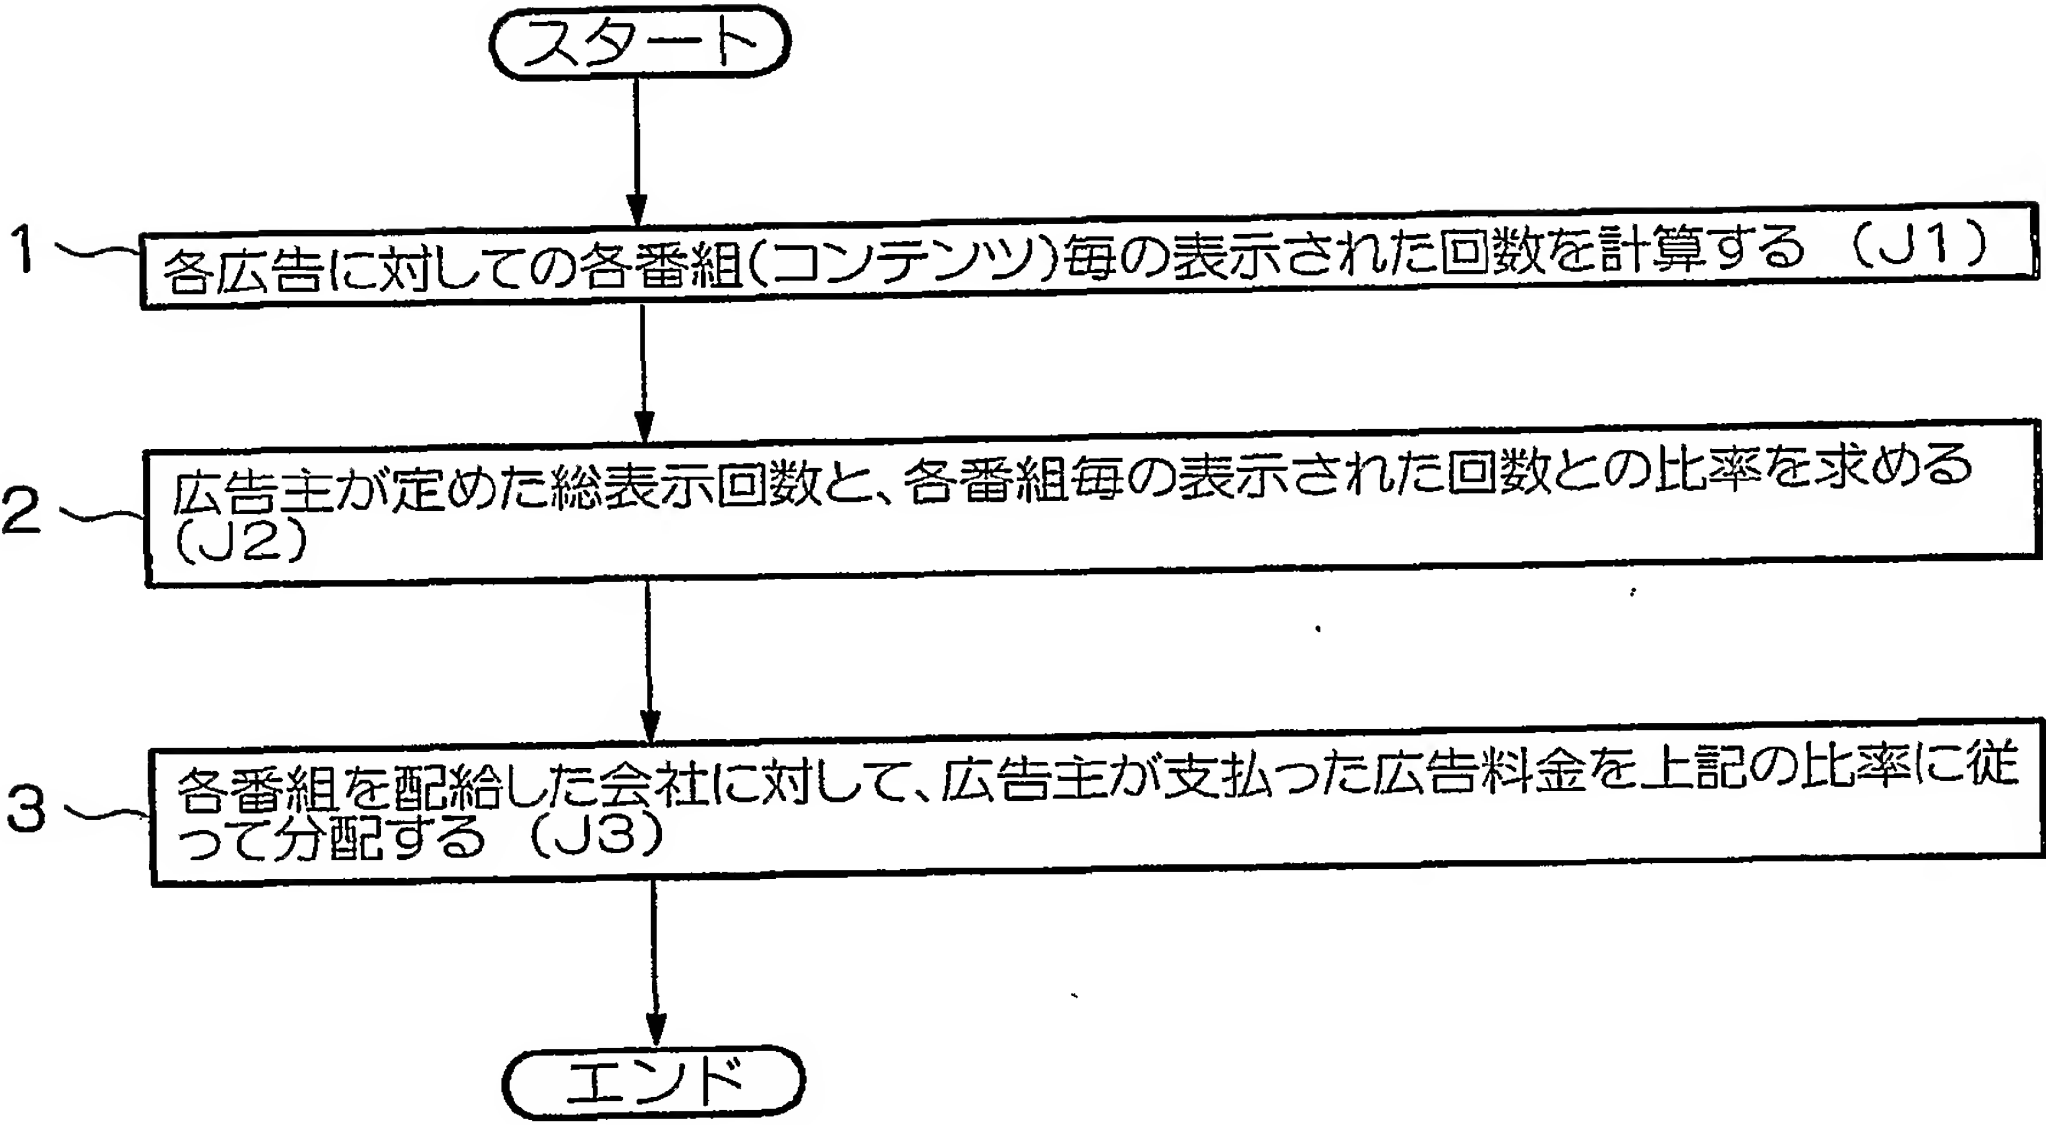 スタート
1
各広告に対しての各番組(コンテンツ)毎の表示された回数を計算する (J1)
2
広告主が定めた総表示回数と、各番組毎の表示された回数との比率を求める
(J2)
3
各番組を配給した会社に対して、広告主が支払った広告料金を上記の比率に従
って分配する (J3)
エンド